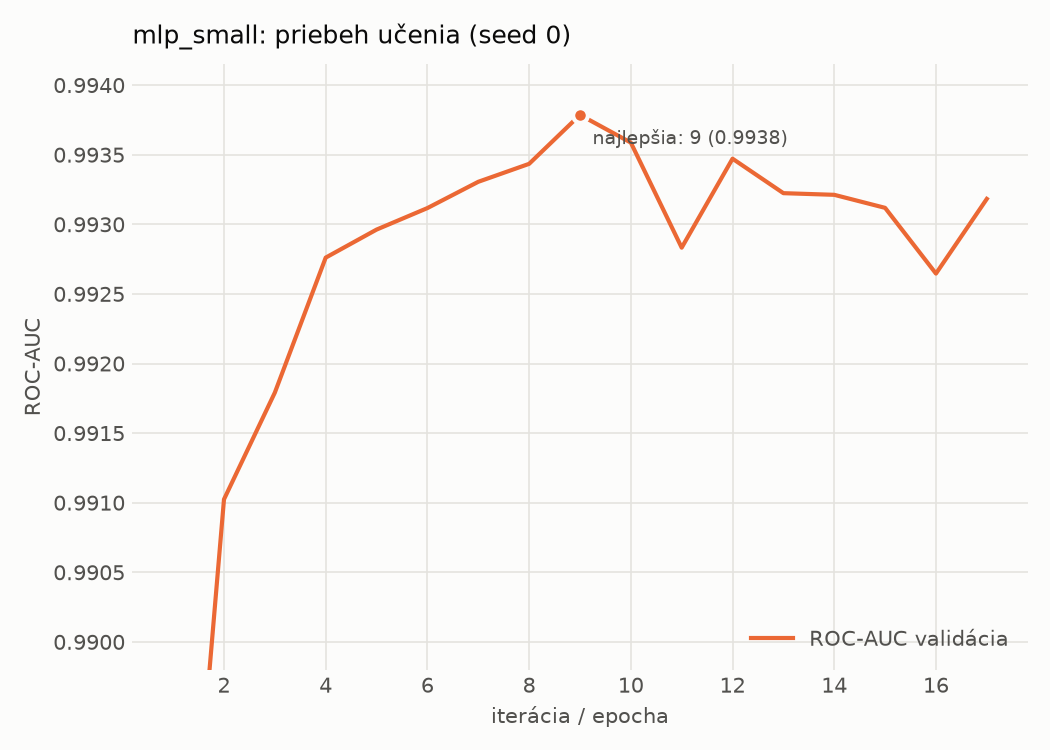 mlp_small: priebeh učenia (seed 0)
0.9940
0.9935
0.9930
0.9925
0.9920
0.9915
0.9910
0.9905
0.9900
ROC-AUC
najlepšia: 9 (0.9938)
ROC-AUC validácia
2 4 6 8 10 12 14 16
iterácia / epocha